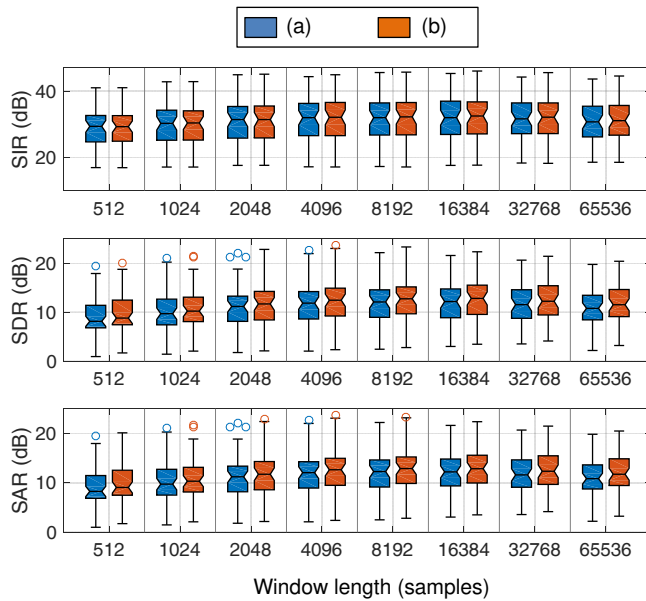 (a) (b)
SIR (dB)
40
20
512 1024 2048 4096 8192 16384 32768 65536
SDR (dB)
20
10
0
512 1024 2048 4096 8192 16384 32768 65536
SAR (dB)
20
10
0
512 1024 2048 4096 8192 16384 32768 65536
Window length (samples)